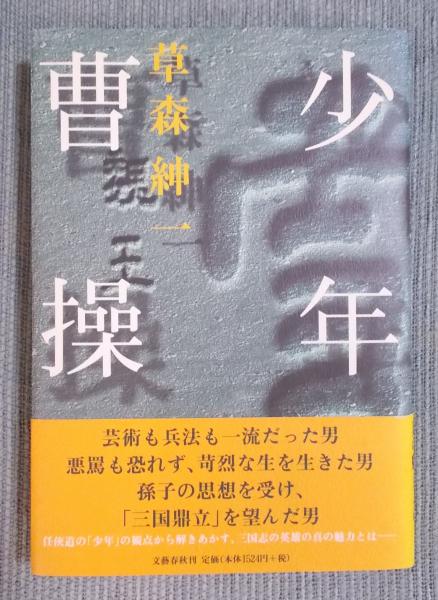 少年
曹操
草森紳一
芸術も兵法も一流だった男
悪罵も恐れず、苛烈な生を生きた男
孫子の思想を受け、
「三国鼎立」を望んだ男
任俠道の「少年」の観点から解きあかす、三国志の英雄の真の魅力とは——
文藝春秋刊 定価(本体1524円+税)